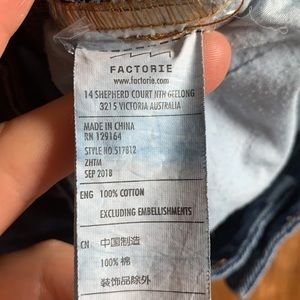 FACTORIE
www.factorie.com
14 SHEPHERD COURT NTH GEELONG
3215 VICTORIA AUSTRALIA
MADE IN CHINA
RN 129164
STYLE NO.517812
ZHTM
SEP 2018
ENG 100% COTTON
EXCLUDING EMBELLISHMENTS
CN 中国制造
100% 棉
装饰品除外